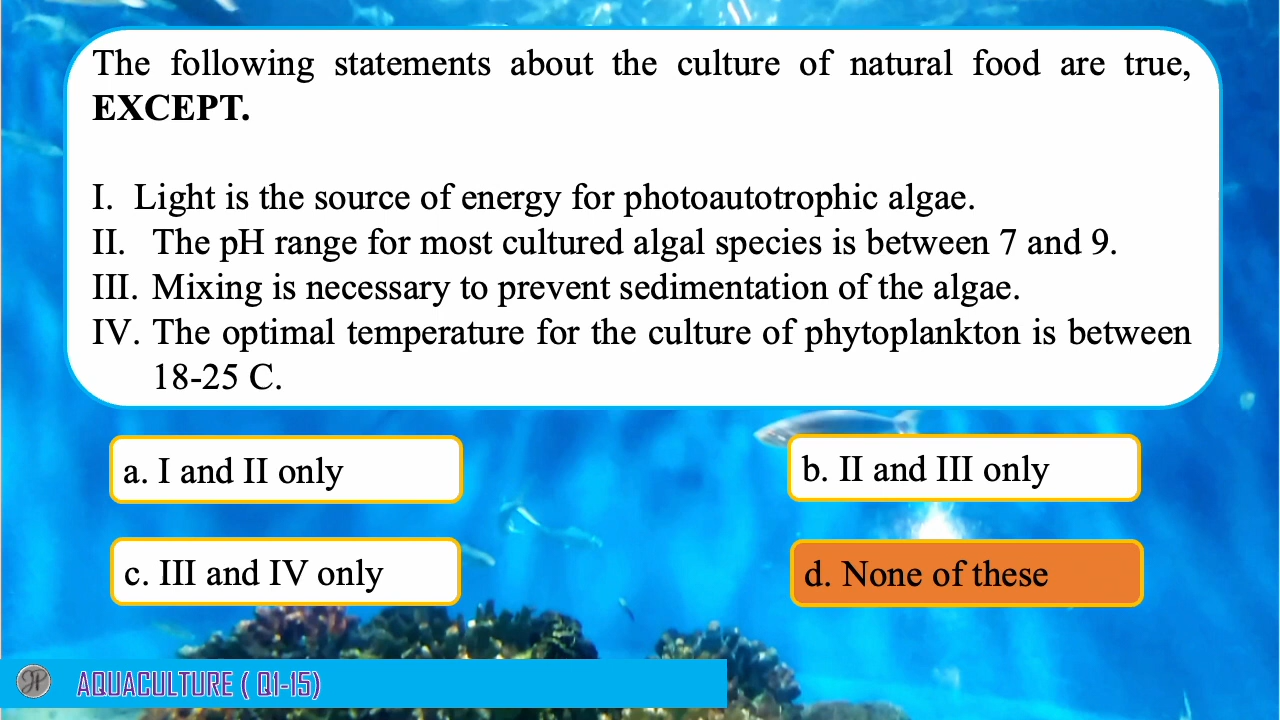 The following statements about the culture of natural food are true,
EXCEPT.
I. Light is the source of energy for photoautotrophic algae.
II. The pH range for most cultured algal species is between 7 and 9.
III. Mixing is necessary to prevent sedimentation of the algae.
IV. The optimal temperature for the culture of phytoplankton is between
18-25 C.
a. I and II only
b. II and III only
c. III and IV only
d. None of these
AQUACULTURE ( Q1-15)